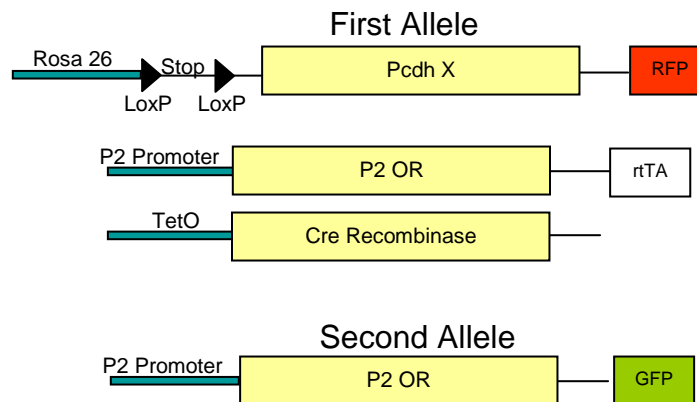 First Allele
Rosa 26
Stop
Pcdh X
RFP
LoxP
LoxP
P2 Promoter
P2 OR
rtTA
TetO
Cre Recombinase
Second Allele
P2 Promoter
P2 OR
GFP